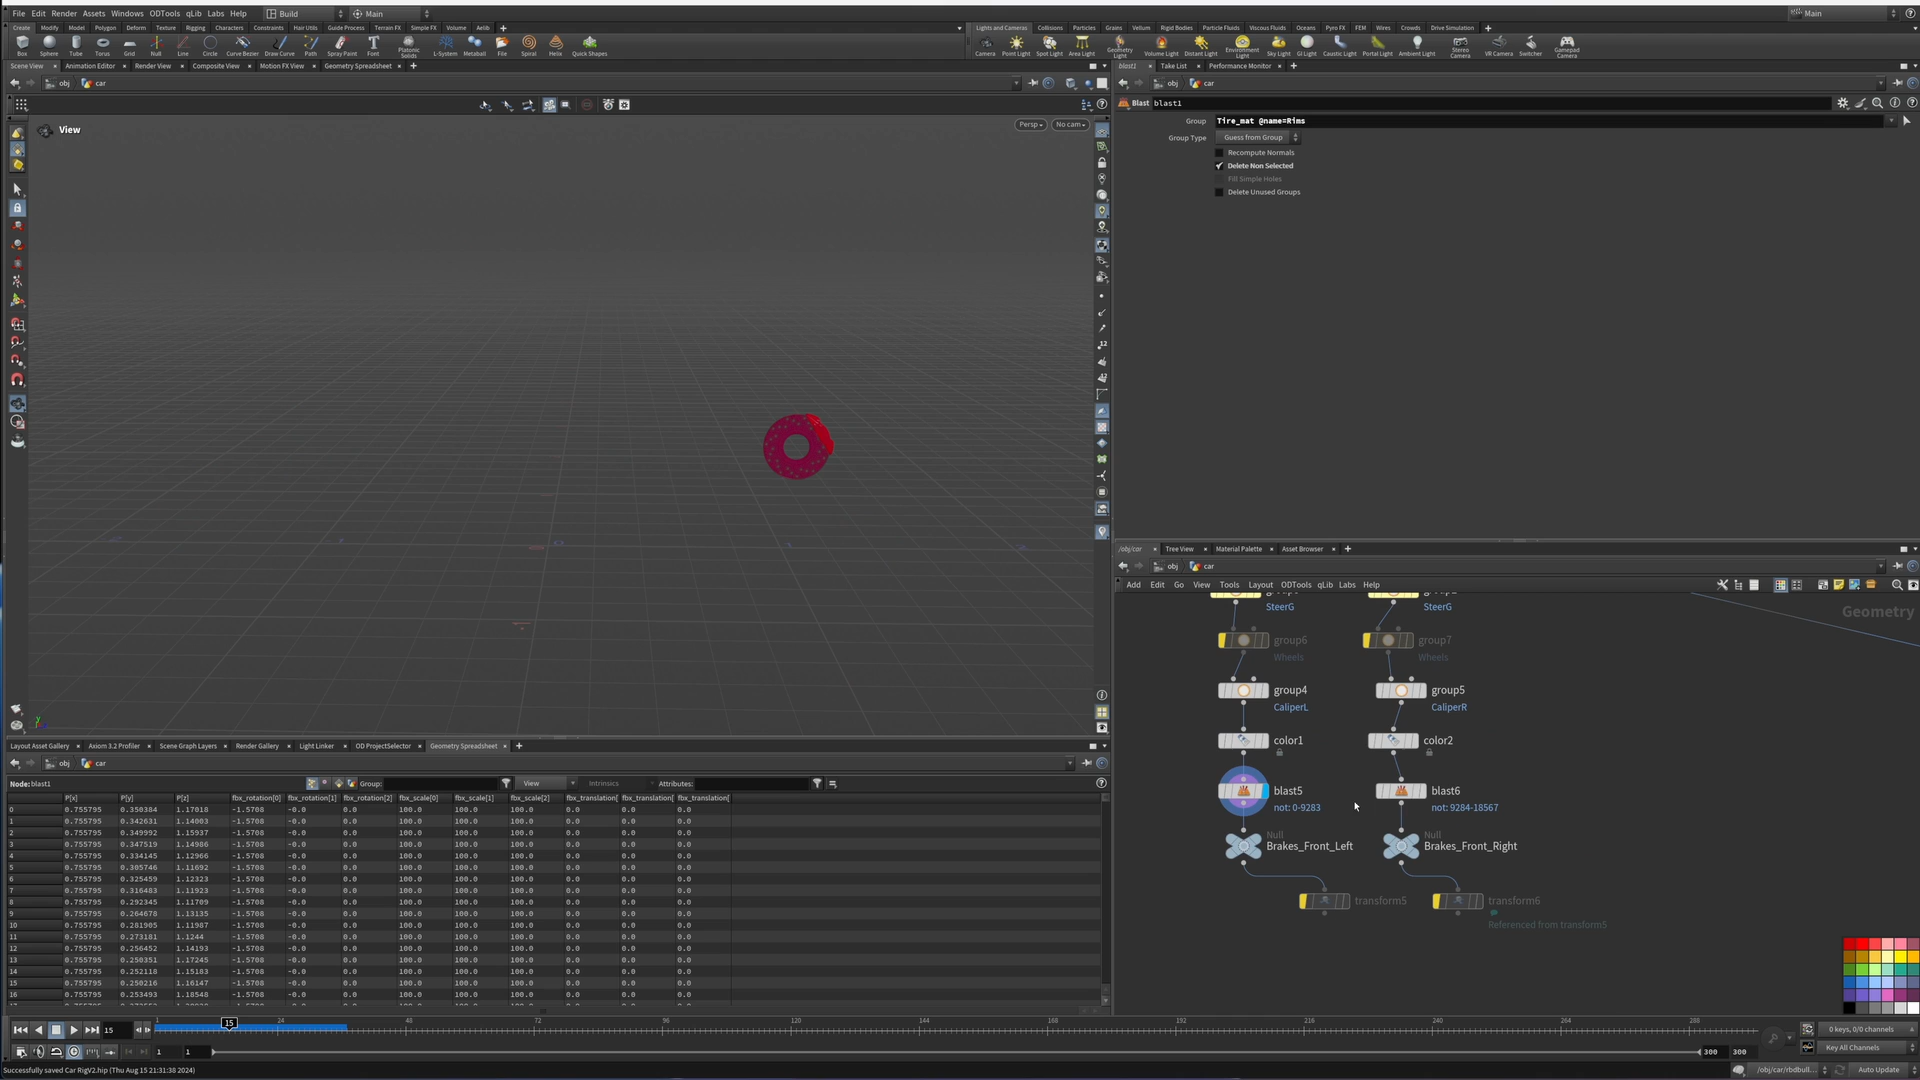 File Edit Render Assets Windows ODTools qLib Labs Help Build Main Main
Create Modify Model Polygon Deform Texture Rigging Characters Constraints Hair Utils Guide Process Terrain FX Simple FX Volume Aelib
Lights and Cameras Collisions Particles Grains Vellum Rigid Bodies Particle Fluids Viscous Fluids Oceans Pyro FX FEM Wires Crowds Drive Simulation
Box Sphere Tube Torus Grid Null Line Circle Curve Bezier Draw Curve Path Spray Paint Font Platonic Solids L-System Metaball File Spiral Helix Quick Shapes
Camera Point Light Spot Light Area Light Geometry Light Volume Light Distant Light Environment Light Sky Light GI Light Caustic Light Portal Light Ambient Light Stereo Camera VR Camera Switcher Gamepad Camera
Scene View Animation Editor Render View Composite View Motion FX View Geometry Spreadsheet
blast1 Take List Performance Monitor
obj car
obj car
Blast blast1
Group Tire_mat @name=Rims
Group Type Guess from Group
Recompute Normals
Delete Non Selected
Fill Simple Holes
Delete Unused Groups
View
Persp No cam
/obj/car Tree View Material Palette Asset Browser
obj car
Add Edit Go View Tools Layout ODTools qLib Labs Help
Geometry
SteerG SteerG
group6 group7
Wheels Wheels
group4 group5
CaliperL CaliperR
color1 color2
blast5 blast6
not: 0-9283 not: 9284-18567
Null Null
Brakes_Front_Left Brakes_Front_Right
transform5 transform6
Referenced from transform5
Layout Asset Gallery Axiom 3.2 Profiler Scene Graph Layers Render Gallery Light Linker OD ProjectSelector Geometry Spreadsheet
obj car
Node: blast1 Group: View Intrinsics Attributes:
P[x] P[y] P[z] fbx_rotation[0] fbx_rotation[1] fbx_rotation[2] fbx_scale[0] fbx_scale[1] fbx_scale[2] fbx_translation[ fbx_translation[ fbx_translation[
0 0.755795 0.350384 1.17018 -1.5708 -0.0 0.0 100.0 100.0 100.0 0.0 0.0 0.0
1 0.755795 0.342631 1.14003 -1.5708 -0.0 0.0 100.0 100.0 100.0 0.0 0.0 0.0
2 0.755795 0.349992 1.15937 -1.5708 -0.0 0.0 100.0 100.0 100.0 0.0 0.0 0.0
3 0.755795 0.347519 1.14986 -1.5708 -0.0 0.0 100.0 100.0 100.0 0.0 0.0 0.0
4 0.755795 0.334145 1.12966 -1.5708 -0.0 0.0 100.0 100.0 100.0 0.0 0.0 0.0
5 0.755795 0.305746 1.11692 -1.5708 -0.0 0.0 100.0 100.0 100.0 0.0 0.0 0.0
6 0.755795 0.325459 1.12323 -1.5708 -0.0 0.0 100.0 100.0 100.0 0.0 0.0 0.0
7 0.755795 0.316483 1.11923 -1.5708 -0.0 0.0 100.0 100.0 100.0 0.0 0.0 0.0
8 0.755795 0.292345 1.11709 -1.5708 -0.0 0.0 100.0 100.0 100.0 0.0 0.0 0.0
9 0.755795 0.264678 1.13135 -1.5708 -0.0 0.0 100.0 100.0 100.0 0.0 0.0 0.0
10 0.755795 0.281905 1.11987 -1.5708 -0.0 0.0 100.0 100.0 100.0 0.0 0.0 0.0
11 0.755795 0.273181 1.1244 -1.5708 -0.0 0.0 100.0 100.0 100.0 0.0 0.0 0.0
12 0.755795 0.256452 1.14193 -1.5708 -0.0 0.0 100.0 100.0 100.0 0.0 0.0 0.0
13 0.755795 0.250351 1.17245 -1.5708 -0.0 0.0 100.0 100.0 100.0 0.0 0.0 0.0
14 0.755795 0.252118 1.15183 -1.5708 -0.0 0.0 100.0 100.0 100.0 0.0 0.0 0.0
15 0.755795 0.250216 1.16147 -1.5708 -0.0 0.0 100.0 100.0 100.0 0.0 0.0 0.0
16 0.755795 0.253493 1.18548 -1.5708 -0.0 0.0 100.0 100.0 100.0 0.0 0.0 0.0
15 1 15 24 48 72 96 120 144 168 192 216 240 264 288 0 keys, 0/0 channels
1 1 300 300 Key All Channels
Successfully saved Car RigV2.hip (Thu Aug 15 21:31:38 2024) /obj/car/rbdbull... Auto Update